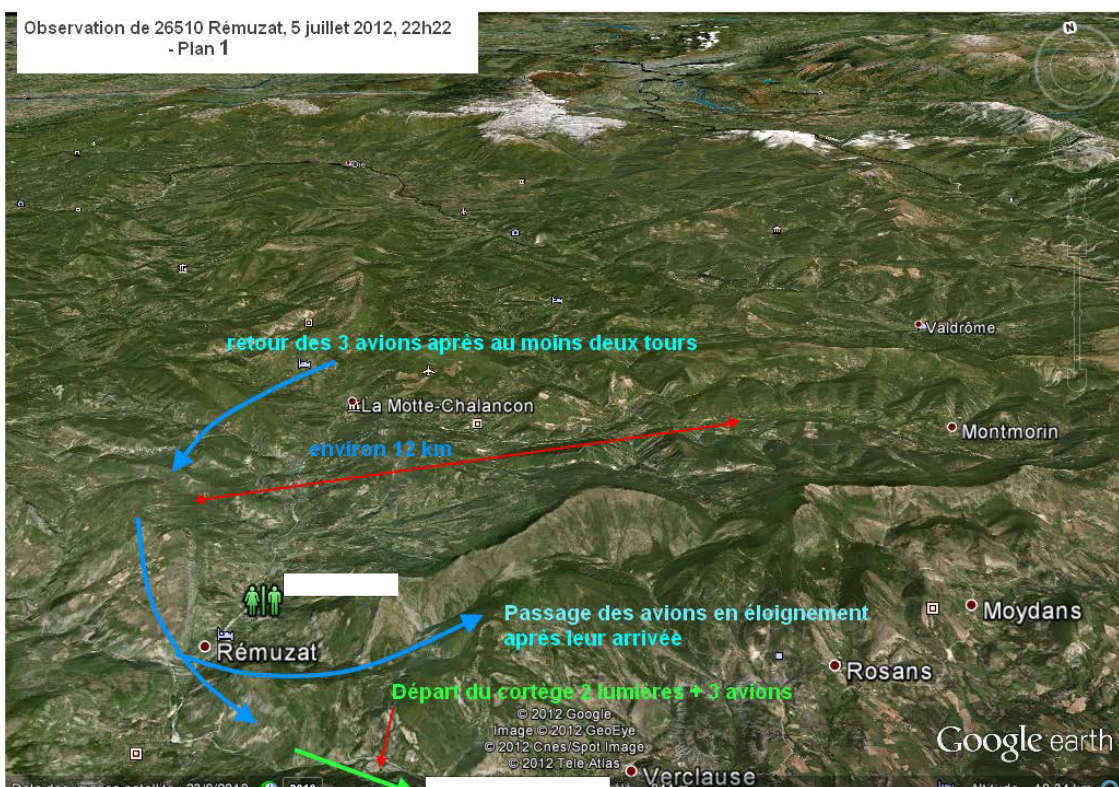 Observation de 26510 Rémuzat, 5 juillet 2012, 22h22
- Plan 1
N
Die
Valdrôme
retour des 3 avions après au moins deux tours
La Motte-Chalancon
Montmorin
environ 12 km
Passage des avions en éloignement
après leur arrivéè
Moydans
Rémuzat
Rosans
Départ du cortège 2 lumières + 3 avions
© 2012 Google
Image © 2012 GeoEye
© 2012 Cnes/Spot Image
© 2012 Tele Atlas
Google earth
Verclause
2010